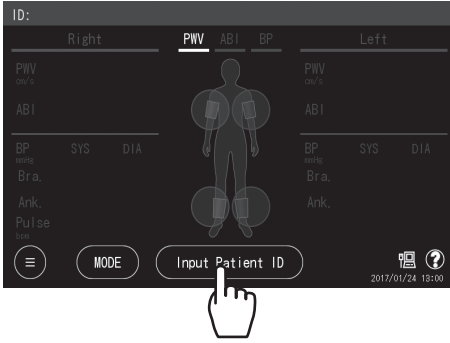 ID:
Right PWV ABI BP Left
PWV PWV
cm/s cm/s
ABI ABI
BP SYS DIA BP SYS DIA
mmHg mmHg
Bra. Bra.
Ank. Ank.
Pulse
bpm
MODE Input Patient ID ?
2017/01/24 13:00